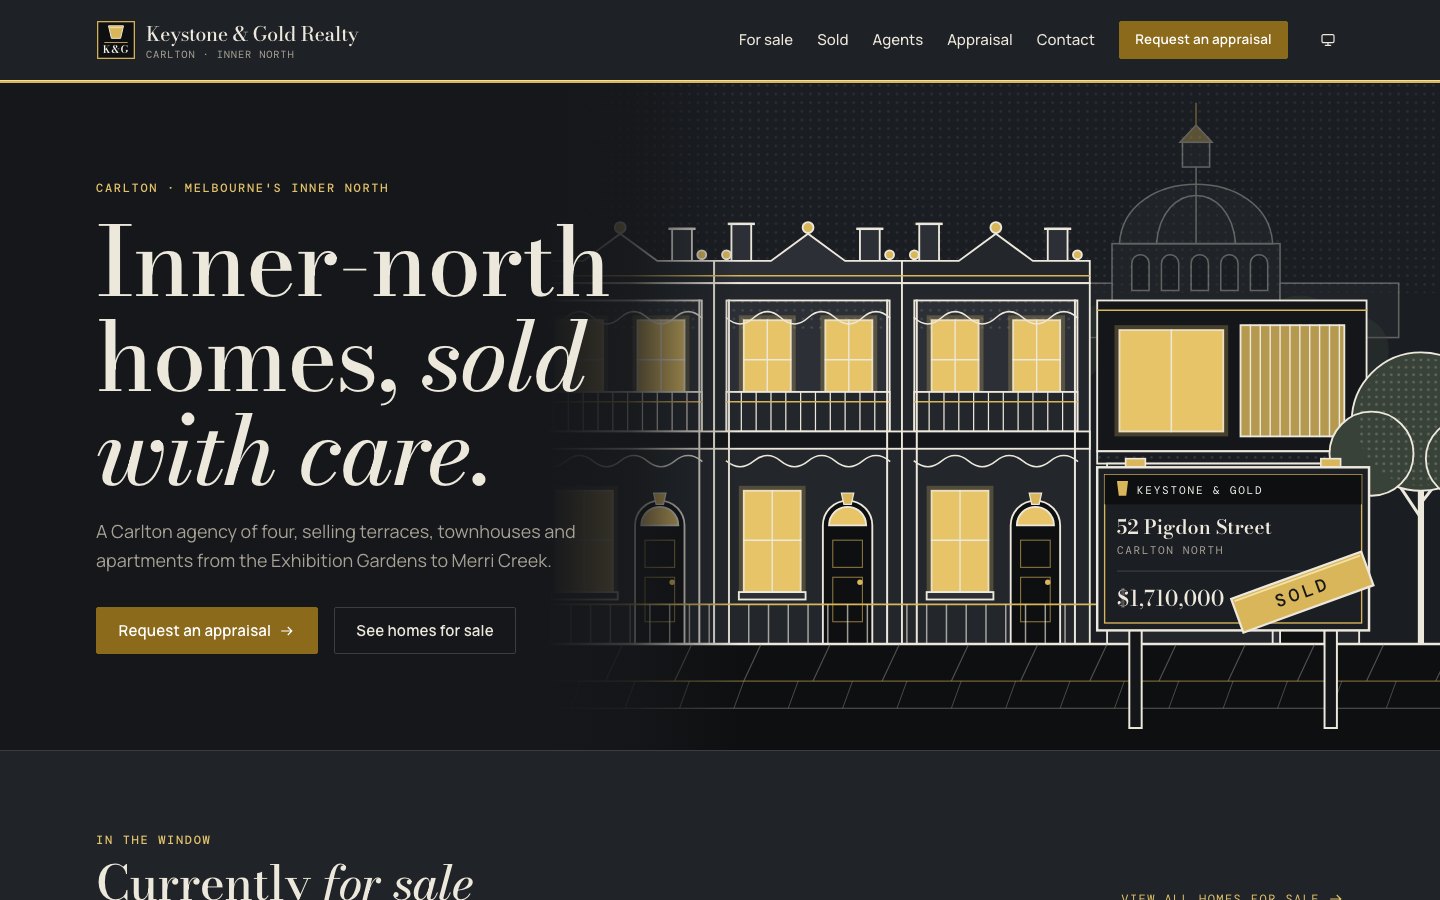 K&G
Keystone & Gold Realty
CARLTON · INNER NORTH
For sale
Sold
Agents
Appraisal
Contact
Request an appraisal
CARLTON · MELBOURNE'S INNER NORTH
Inner-north
homes, sold
with care.
A Carlton agency of four, selling terraces, townhouses and
apartments from the Exhibition Gardens to Merri Creek.
Request an appraisal →
See homes for sale
KEYSTONE & GOLD
52 Pigdon Street
CARLTON NORTH
$1,710,000
SOLD
IN THE WINDOW
Currently for sale
VIEW ALL HOMES FOR SALE →